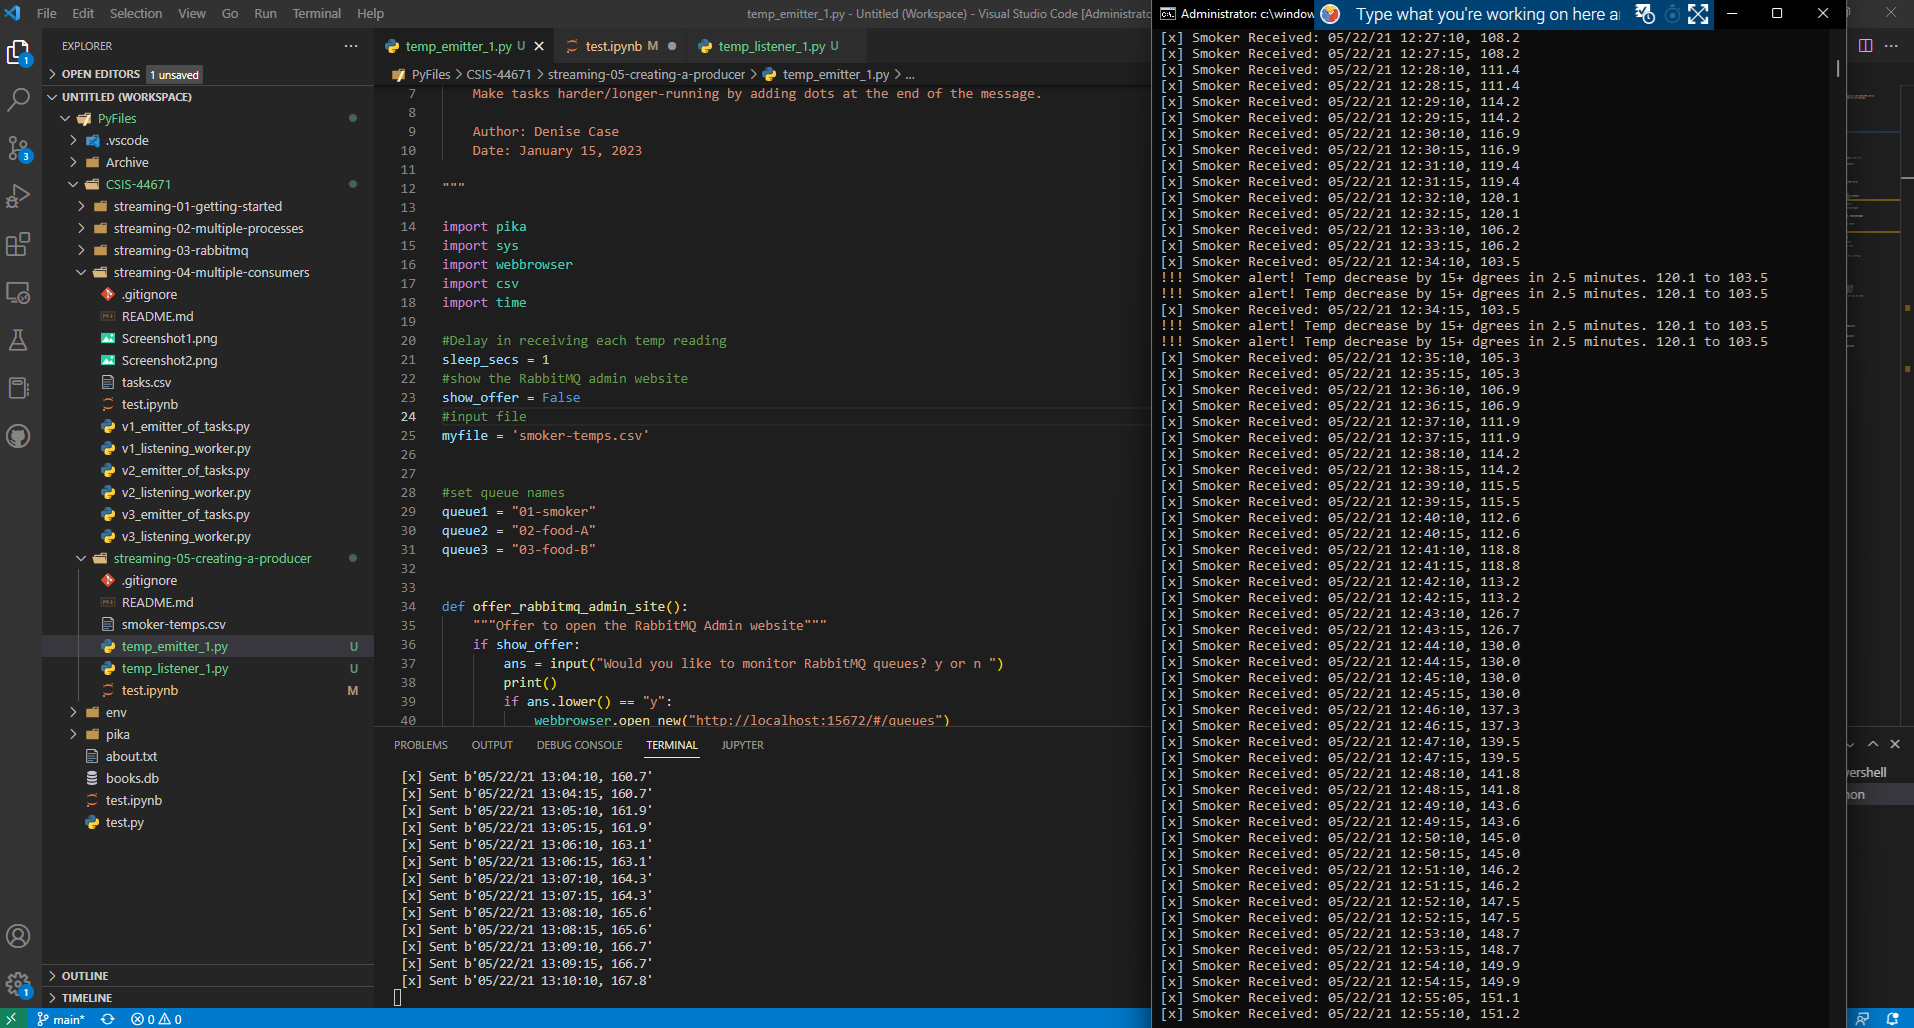 File Edit Selection View Go Run Terminal Help
temp_emitter_1.py - Untitled (Workspace) - Visual Studio Code [Administrato
EXPLORER
OPEN EDITORS 1 unsaved
UNTITLED (WORKSPACE)
PyFiles
.vscode
Archive
CSIS-44671
streaming-01-getting-started
streaming-02-multiple-processes
streaming-03-rabbitmq
streaming-04-multiple-consumers
.gitignore
README.md
Screenshot1.png
Screenshot2.png
tasks.csv
test.ipynb
v1_emitter_of_tasks.py
v1_listening_worker.py
v2_emitter_of_tasks.py
v2_listening_worker.py
v3_emitter_of_tasks.py
v3_listening_worker.py
streaming-05-creating-a-producer
.gitignore
README.md
smoker-temps.csv
temp_emitter_1.py U
temp_listener_1.py U
test.ipynb M
env
pika
about.txt
books.db
test.ipynb
test.py
OUTLINE
TIMELINE
1
3
1
main*
0 0
temp_emitter_1.py U test.ipynb M temp_listener_1.py U
PyFiles > CSIS-44671 > streaming-05-creating-a-producer > temp_emitter_1.py > ...
7 Make tasks harder/longer-running by adding dots at the end of the message.
8
9 Author: Denise Case
10 Date: January 15, 2023
11
12 """
13
14 import pika
15 import sys
16 import webbrowser
17 import csv
18 import time
19
20 #Delay in receiving each temp reading
21 sleep_secs = 1
22 #show the RabbitMQ admin website
23 show_offer = False
24 #input file
25 myfile = 'smoker-temps.csv'
26
27
28 #set queue names
29 queue1 = "01-smoker"
30 queue2 = "02-food-A"
31 queue3 = "03-food-B"
32
33
34 def offer_rabbitmq_admin_site():
35 """Offer to open the RabbitMQ Admin website"""
36 if show_offer:
37 ans = input("Would you like to monitor RabbitMQ queues? y or n ")
38 print()
39 if ans.lower() == "y":
40 webbrowser.open_new("http://localhost:15672/#/queues")
PROBLEMS OUTPUT DEBUG CONSOLE TERMINAL JUPYTER
[x] Sent b'05/22/21 13:04:10, 160.7'
[x] Sent b'05/22/21 13:04:15, 160.7'
[x] Sent b'05/22/21 13:05:10, 161.9'
[x] Sent b'05/22/21 13:05:15, 161.9'
[x] Sent b'05/22/21 13:06:10, 163.1'
[x] Sent b'05/22/21 13:06:15, 163.1'
[x] Sent b'05/22/21 13:07:10, 164.3'
[x] Sent b'05/22/21 13:07:15, 164.3'
[x] Sent b'05/22/21 13:08:10, 165.6'
[x] Sent b'05/22/21 13:08:15, 165.6'
[x] Sent b'05/22/21 13:09:10, 166.7'
[x] Sent b'05/22/21 13:09:15, 166.7'
[x] Sent b'05/22/21 13:10:10, 167.8'
Administrator: c:\window
Type what you're working on here a
[x] Smoker Received: 05/22/21 12:27:10, 108.2
[x] Smoker Received: 05/22/21 12:27:15, 108.2
[x] Smoker Received: 05/22/21 12:28:10, 111.4
[x] Smoker Received: 05/22/21 12:28:15, 111.4
[x] Smoker Received: 05/22/21 12:29:10, 114.2
[x] Smoker Received: 05/22/21 12:29:15, 114.2
[x] Smoker Received: 05/22/21 12:30:10, 116.9
[x] Smoker Received: 05/22/21 12:30:15, 116.9
[x] Smoker Received: 05/22/21 12:31:10, 119.4
[x] Smoker Received: 05/22/21 12:31:15, 119.4
[x] Smoker Received: 05/22/21 12:32:10, 120.1
[x] Smoker Received: 05/22/21 12:32:15, 120.1
[x] Smoker Received: 05/22/21 12:33:10, 106.2
[x] Smoker Received: 05/22/21 12:33:15, 106.2
[x] Smoker Received: 05/22/21 12:34:10, 103.5
!!! Smoker alert! Temp decrease by 15+ dgrees in 2.5 minutes. 120.1 to 103.5
!!! Smoker alert! Temp decrease by 15+ dgrees in 2.5 minutes. 120.1 to 103.5
[x] Smoker Received: 05/22/21 12:34:15, 103.5
!!! Smoker alert! Temp decrease by 15+ dgrees in 2.5 minutes. 120.1 to 103.5
!!! Smoker alert! Temp decrease by 15+ dgrees in 2.5 minutes. 120.1 to 103.5
[x] Smoker Received: 05/22/21 12:35:10, 105.3
[x] Smoker Received: 05/22/21 12:35:15, 105.3
[x] Smoker Received: 05/22/21 12:36:10, 106.9
[x] Smoker Received: 05/22/21 12:36:15, 106.9
[x] Smoker Received: 05/22/21 12:37:10, 111.9
[x] Smoker Received: 05/22/21 12:37:15, 111.9
[x] Smoker Received: 05/22/21 12:38:10, 114.2
[x] Smoker Received: 05/22/21 12:38:15, 114.2
[x] Smoker Received: 05/22/21 12:39:10, 115.5
[x] Smoker Received: 05/22/21 12:39:15, 115.5
[x] Smoker Received: 05/22/21 12:40:10, 112.6
[x] Smoker Received: 05/22/21 12:40:15, 112.6
[x] Smoker Received: 05/22/21 12:41:10, 118.8
[x] Smoker Received: 05/22/21 12:41:15, 118.8
[x] Smoker Received: 05/22/21 12:42:10, 113.2
[x] Smoker Received: 05/22/21 12:42:15, 113.2
[x] Smoker Received: 05/22/21 12:43:10, 126.7
[x] Smoker Received: 05/22/21 12:43:15, 126.7
[x] Smoker Received: 05/22/21 12:44:10, 130.0
[x] Smoker Received: 05/22/21 12:44:15, 130.0
[x] Smoker Received: 05/22/21 12:45:10, 130.0
[x] Smoker Received: 05/22/21 12:45:15, 130.0
[x] Smoker Received: 05/22/21 12:46:10, 137.3
[x] Smoker Received: 05/22/21 12:46:15, 137.3
[x] Smoker Received: 05/22/21 12:47:10, 139.5
[x] Smoker Received: 05/22/21 12:47:15, 139.5
[x] Smoker Received: 05/22/21 12:48:10, 141.8
[x] Smoker Received: 05/22/21 12:48:15, 141.8
[x] Smoker Received: 05/22/21 12:49:10, 143.6
[x] Smoker Received: 05/22/21 12:49:15, 143.6
[x] Smoker Received: 05/22/21 12:50:10, 145.0
[x] Smoker Received: 05/22/21 12:50:15, 145.0
[x] Smoker Received: 05/22/21 12:51:10, 146.2
[x] Smoker Received: 05/22/21 12:51:15, 146.2
[x] Smoker Received: 05/22/21 12:52:10, 147.5
[x] Smoker Received: 05/22/21 12:52:15, 147.5
[x] Smoker Received: 05/22/21 12:53:10, 148.7
[x] Smoker Received: 05/22/21 12:53:15, 148.7
[x] Smoker Received: 05/22/21 12:54:10, 149.9
[x] Smoker Received: 05/22/21 12:54:15, 149.9
[x] Smoker Received: 05/22/21 12:55:05, 151.1
[x] Smoker Received: 05/22/21 12:55:10, 151.2
ershell
on